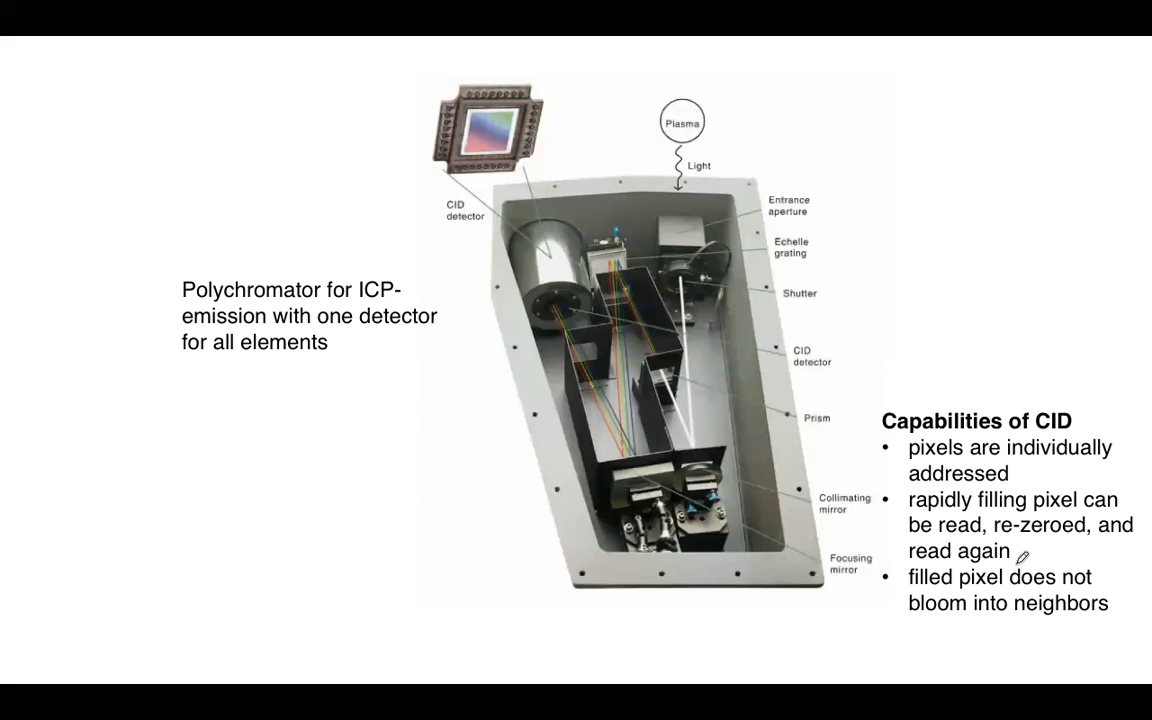 Plasma
Light
CID
detector
Entrance
aperture
Echelle
grating
Shutter
CID
detector
Prism
Collimating
mirror
Focusing
mirror
Polychromator for ICP-
emission with one detector
for all elements
Capabilities of CID
• pixels are individually
addressed
• rapidly filling pixel can
be read, re-zeroed, and
read again
• filled pixel does not
bloom into neighbors